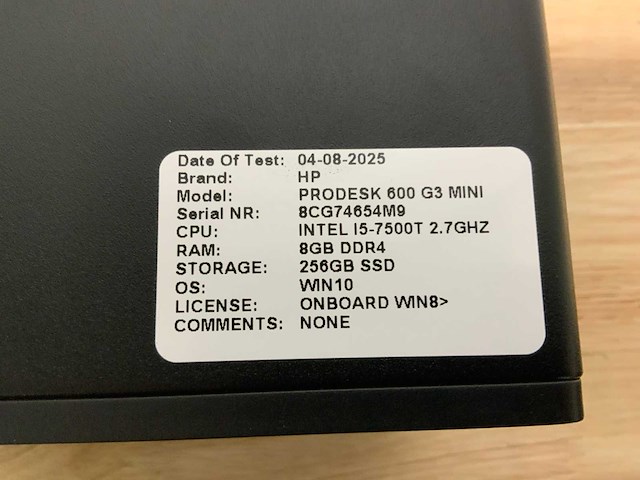 Date Of Test: 04-08-2025
Brand: HP
Model: PRODESK 600 G3 MINI
Serial NR: 8CG74654M9
CPU: INTEL I5-7500T 2.7GHZ
RAM: 8GB DDR4
STORAGE: 256GB SSD
OS: WIN10
LICENSE: ONBOARD WIN8>
COMMENTS: NONE